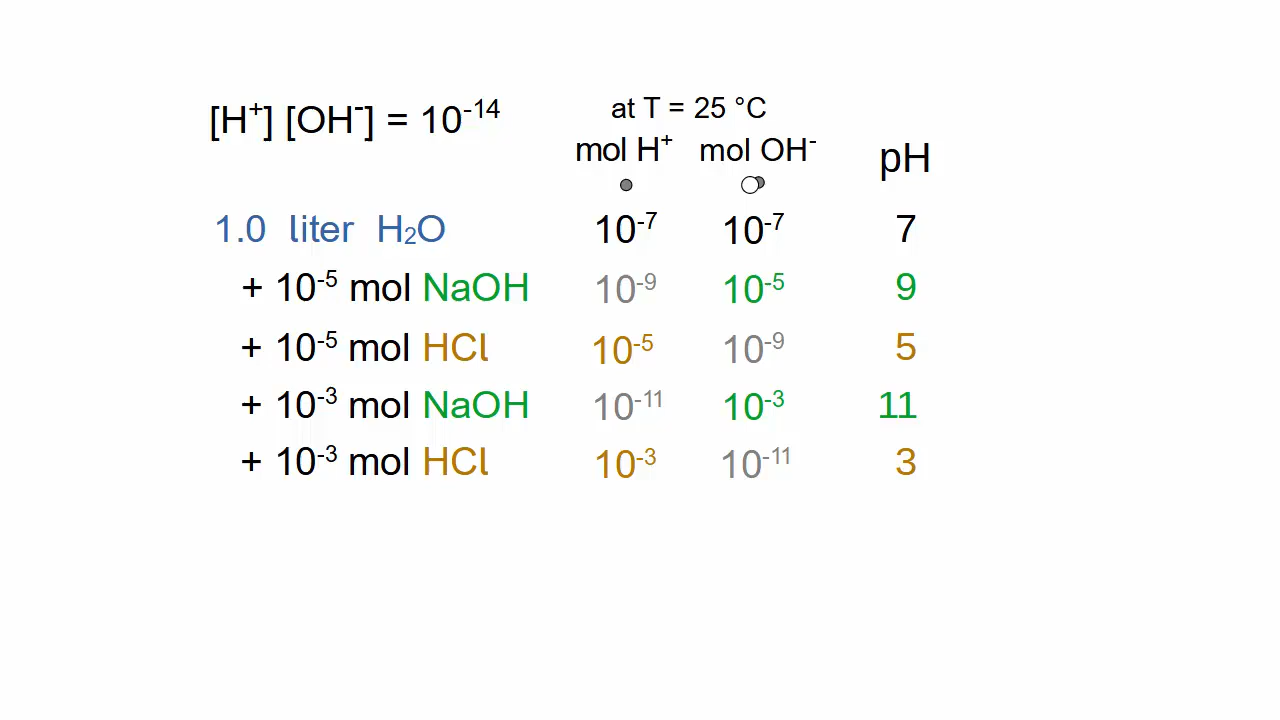 [H⁺] [OH⁻] = 10⁻¹⁴
at T = 25 °C
mol H⁺ mol OH⁻ pH
1.0 liter H₂O 10⁻⁷ 10⁻⁷ 7
+ 10⁻⁵ mol NaOH 10⁻⁹ 10⁻⁵ 9
+ 10⁻⁵ mol HCl 10⁻⁵ 10⁻⁹ 5
+ 10⁻³ mol NaOH 10⁻¹¹ 10⁻³ 11
+ 10⁻³ mol HCl 10⁻³ 10⁻¹¹ 3